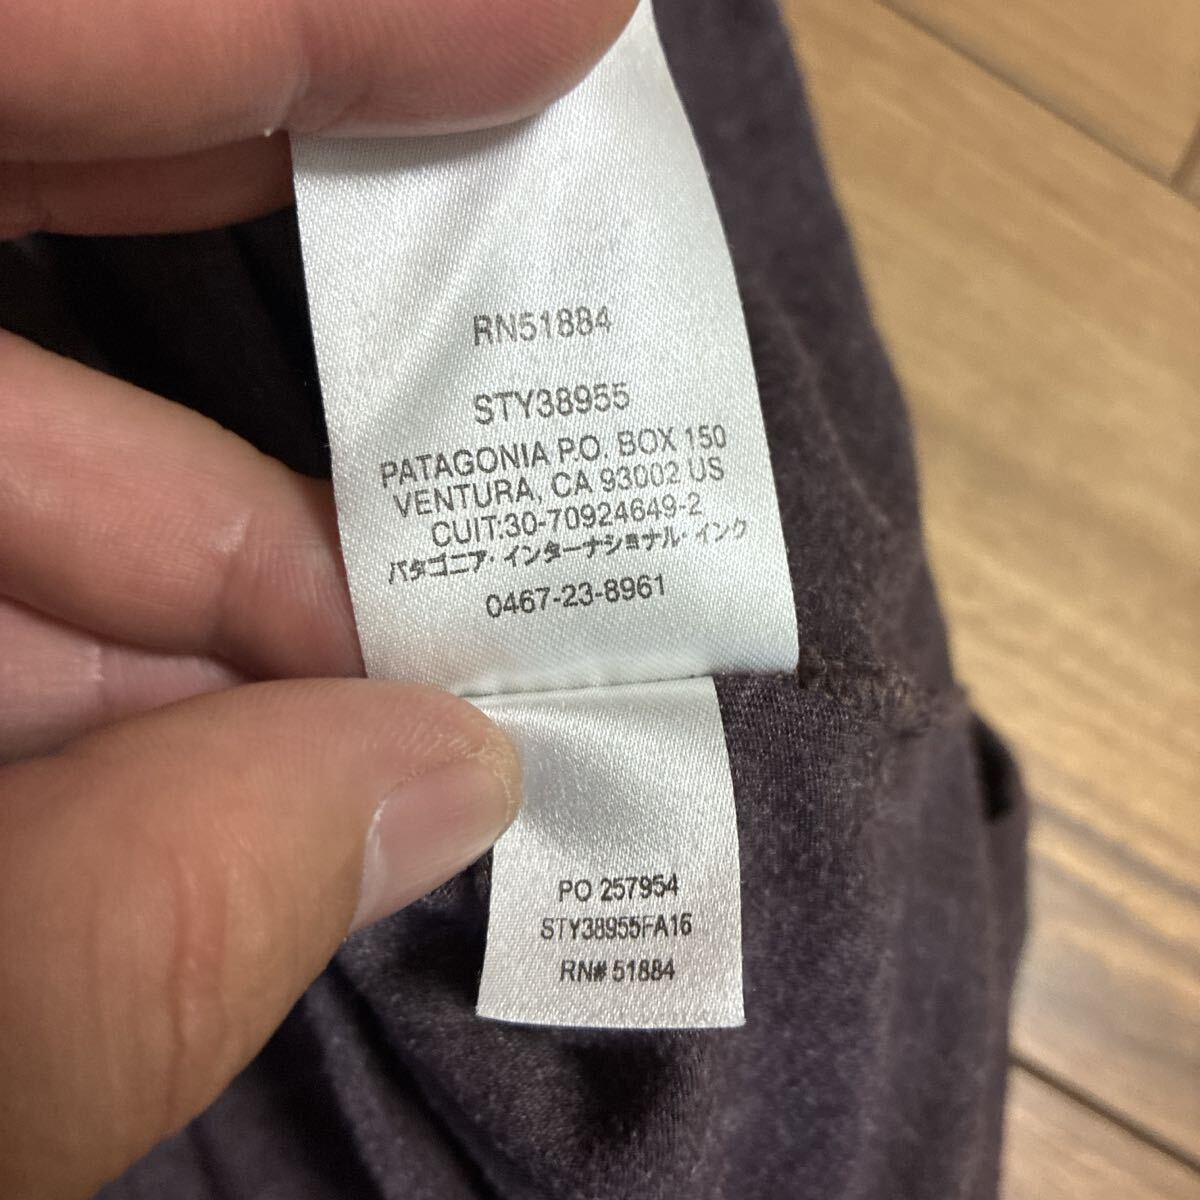 RN51884
STY38955
PATAGONIA P.O. BOX 150
VENTURA, CA 93002 US
CUIT:30-70924649-2
パタゴニア・インターナショナル・インク
0467-23-8961
PO 257954
STY38955FA16
RN# 51884